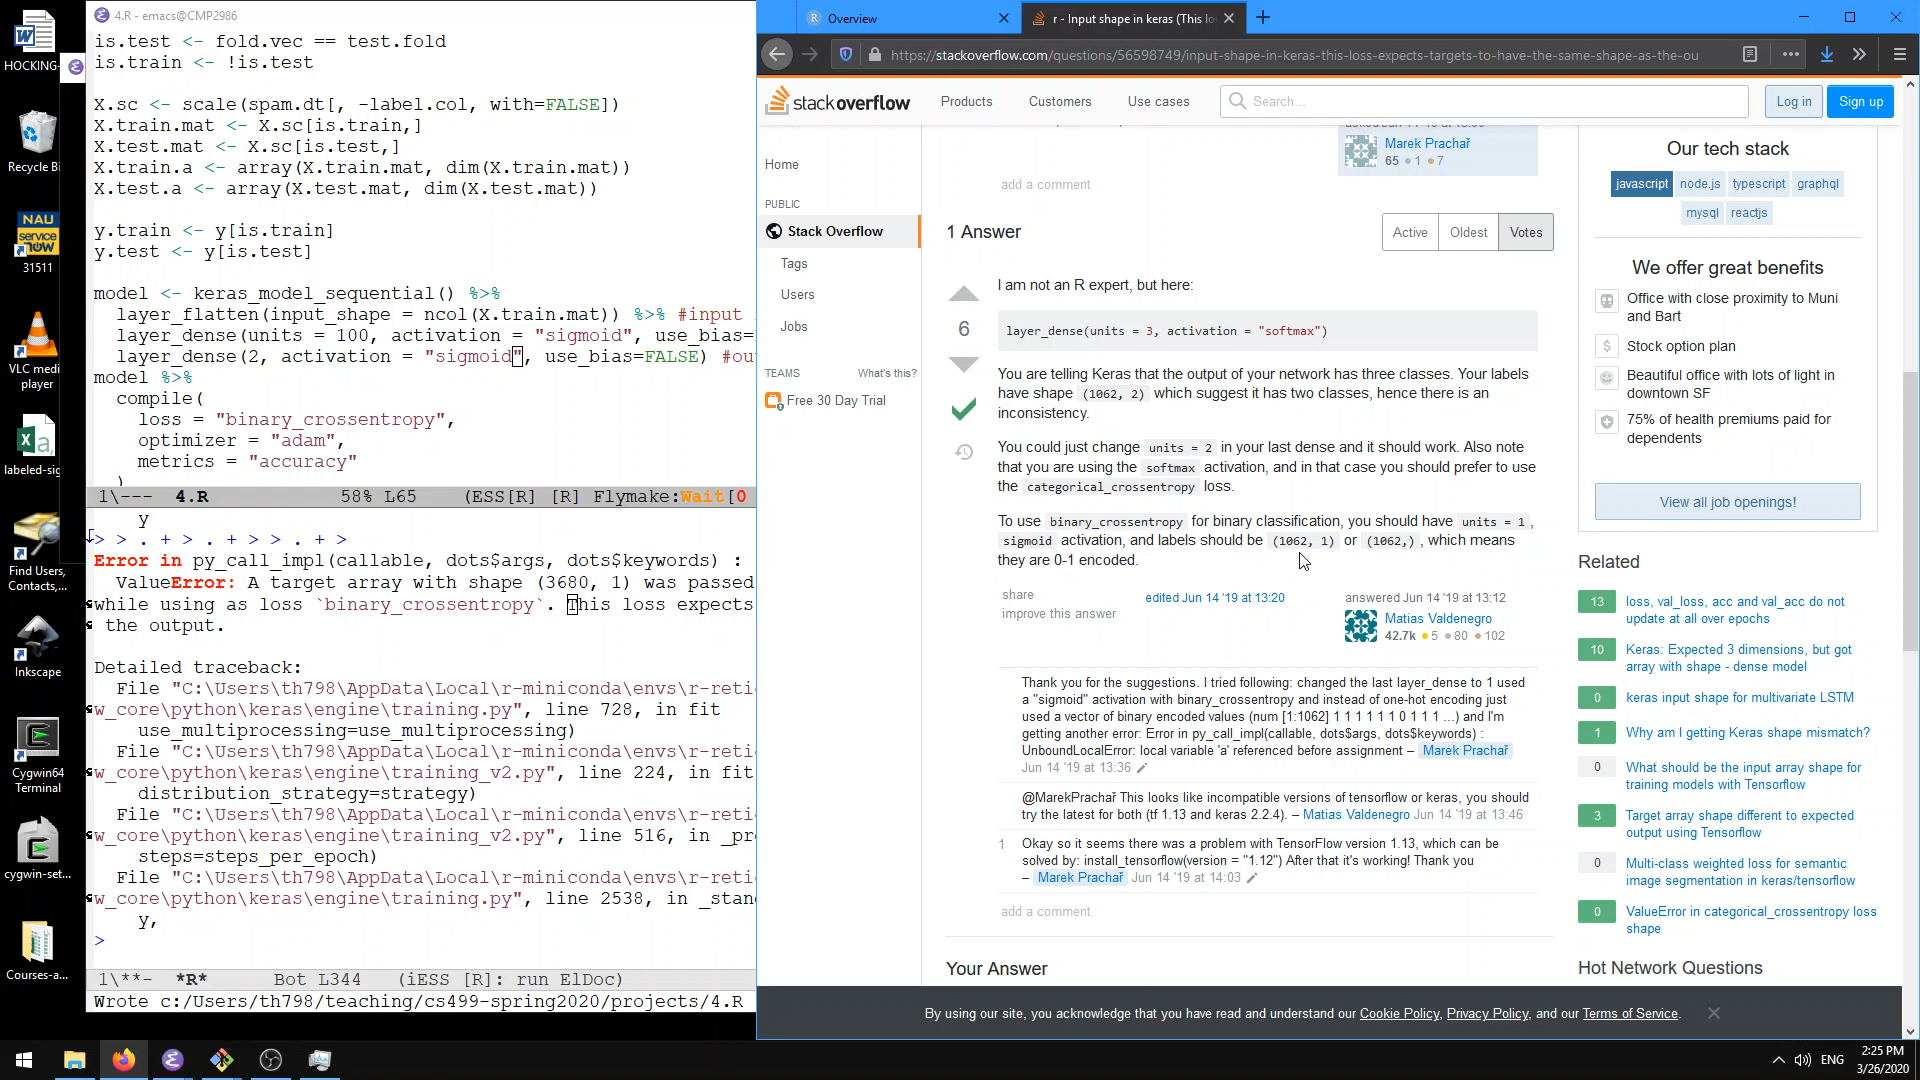 HOCKING-
Recycle Bi
31511
VLC medi
player
labeled-sig
Find Users,
Contacts,...
Inkscape
Cygwin64
Terminal
cygwin-set...
Courses-a...
NAU
service
now
4.R - emacs@CMP2986
is.test <- fold.vec == test.fold
is.train <- !is.test
X.sc <- scale(spam.dt[, -label.col, with=FALSE])
X.train.mat <- X.sc[is.train,]
X.test.mat <- X.sc[is.test,]
X.train.a <- array(X.train.mat, dim(X.train.mat))
X.test.a <- array(X.test.mat, dim(X.test.mat))
y.train <- y[is.train]
y.test <- y[is.test]
model <- keras_model_sequential() %>%
layer_flatten(input_shape = ncol(X.train.mat)) %>% #input
layer_dense(units = 100, activation = "sigmoid", use_bias=
layer_dense(2, activation = "sigmoid", use_bias=FALSE) #ou
model %>%
compile(
loss = "binary_crossentropy",
optimizer = "adam",
metrics = "accuracy"
)
1\--- 4.R 58% L65 (ESS[R] [R] Flymake:Wait[0
y
> > . + > . + > > . + >
Error in py_call_impl(callable, dots$args, dots$keywords) :
ValueError: A target array with shape (3680, 1) was passed
while using as loss `binary_crossentropy`. This loss expects
the output.
Detailed traceback:
File "C:\Users\th798\AppData\Local\r-miniconda\envs\r-reti
w_core\python\keras\engine\training.py", line 728, in fit
use_multiprocessing=use_multiprocessing)
File "C:\Users\th798\AppData\Local\r-miniconda\envs\r-reti
w_core\python\keras\engine\training_v2.py", line 224, in fit
distribution_strategy=strategy)
File "C:\Users\th798\AppData\Local\r-miniconda\envs\r-reti
w_core\python\keras\engine\training_v2.py", line 516, in _pr
steps=steps_per_epoch)
File "C:\Users\th798\AppData\Local\r-miniconda\envs\r-reti
w_core\python\keras\engine\training.py", line 2538, in _stan
y,
>
1\**- *R* Bot L344 (iESS [R]: run ElDoc)
Wrote c:/Users/th798/teaching/cs499-spring2020/projects/4.R
Overview
r - Input shape in keras (This lo
https://stackoverflow.com/questions/56598749/input-shape-in-keras-this-loss-expects-targets-to-have-the-same-shape-as-the-ou
stackoverflow Products Customers Use cases Search... Log in Sign up
Home
PUBLIC
Stack Overflow
Tags
Users
Jobs
TEAMS What's this?
Free 30 Day Trial
Marek Prachař
65 1 7
add a comment
1 Answer
Active Oldest Votes
6
I am not an R expert, but here:
layer_dense(units = 3, activation = "softmax")
You are telling Keras that the output of your network has three classes. Your labels
have shape (1062, 2) which suggest it has two classes, hence there is an
inconsistency.
You could just change units = 2 in your last dense and it should work. Also note
that you are using the softmax activation, and in that case you should prefer to use
the categorical_crossentropy loss.
To use binary_crossentropy for binary classification, you should have units = 1 ,
sigmoid activation, and labels should be (1062, 1) or (1062,) , which means
they are 0-1 encoded.
share
improve this answer
edited Jun 14 '19 at 13:20
answered Jun 14 '19 at 13:12
Matias Valdenegro
42.7k 5 80 102
Thank you for the suggestions. I tried following: changed the last layer_dense to 1 used
a "sigmoid" activation with binary_crossentropy and instead of one-hot encoding just
used a vector of binary encoded values (num [1:1062] 1 1 1 1 1 1 0 1 1 1 ...) and I'm
getting another error: Error in py_call_impl(callable, dots$args, dots$keywords) :
UnboundLocalError: local variable 'a' referenced before assignment – Marek Prachař
Jun 14 '19 at 13:36
@MarekPrachař This looks like incompatible versions of tensorflow or keras, you should
try the latest for both (tf 1.13 and keras 2.2.4). – Matias Valdenegro Jun 14 '19 at 13:46
1 Okay so it seems there was a problem with TensorFlow version 1.13, which can be
solved by: install_tensorflow(version = "1.12") After that it's working! Thank you
– Marek Prachař Jun 14 '19 at 14:03
add a comment
Your Answer
Our tech stack
javascript node.js typescript graphql
mysql reactjs
We offer great benefits
Office with close proximity to Muni
and Bart
Stock option plan
Beautiful office with lots of light in
downtown SF
75% of health premiums paid for
dependents
View all job openings!
Related
13 loss, val_loss, acc and val_acc do not
update at all over epochs
10 Keras: Expected 3 dimensions, but got
array with shape - dense model
0 keras input shape for multivariate LSTM
1 Why am I getting Keras shape mismatch?
0 What should be the input array shape for
training models with Tensorflow
3 Target array shape different to expected
output using Tensorflow
0 Multi-class weighted loss for semantic
image segmentation in keras/tensorflow
0 ValueError in categorical_crossentropy loss
shape
Hot Network Questions
By using our site, you acknowledge that you have read and understand our Cookie Policy, Privacy Policy, and our Terms of Service.
ENG
2:25 PM
3/26/2020